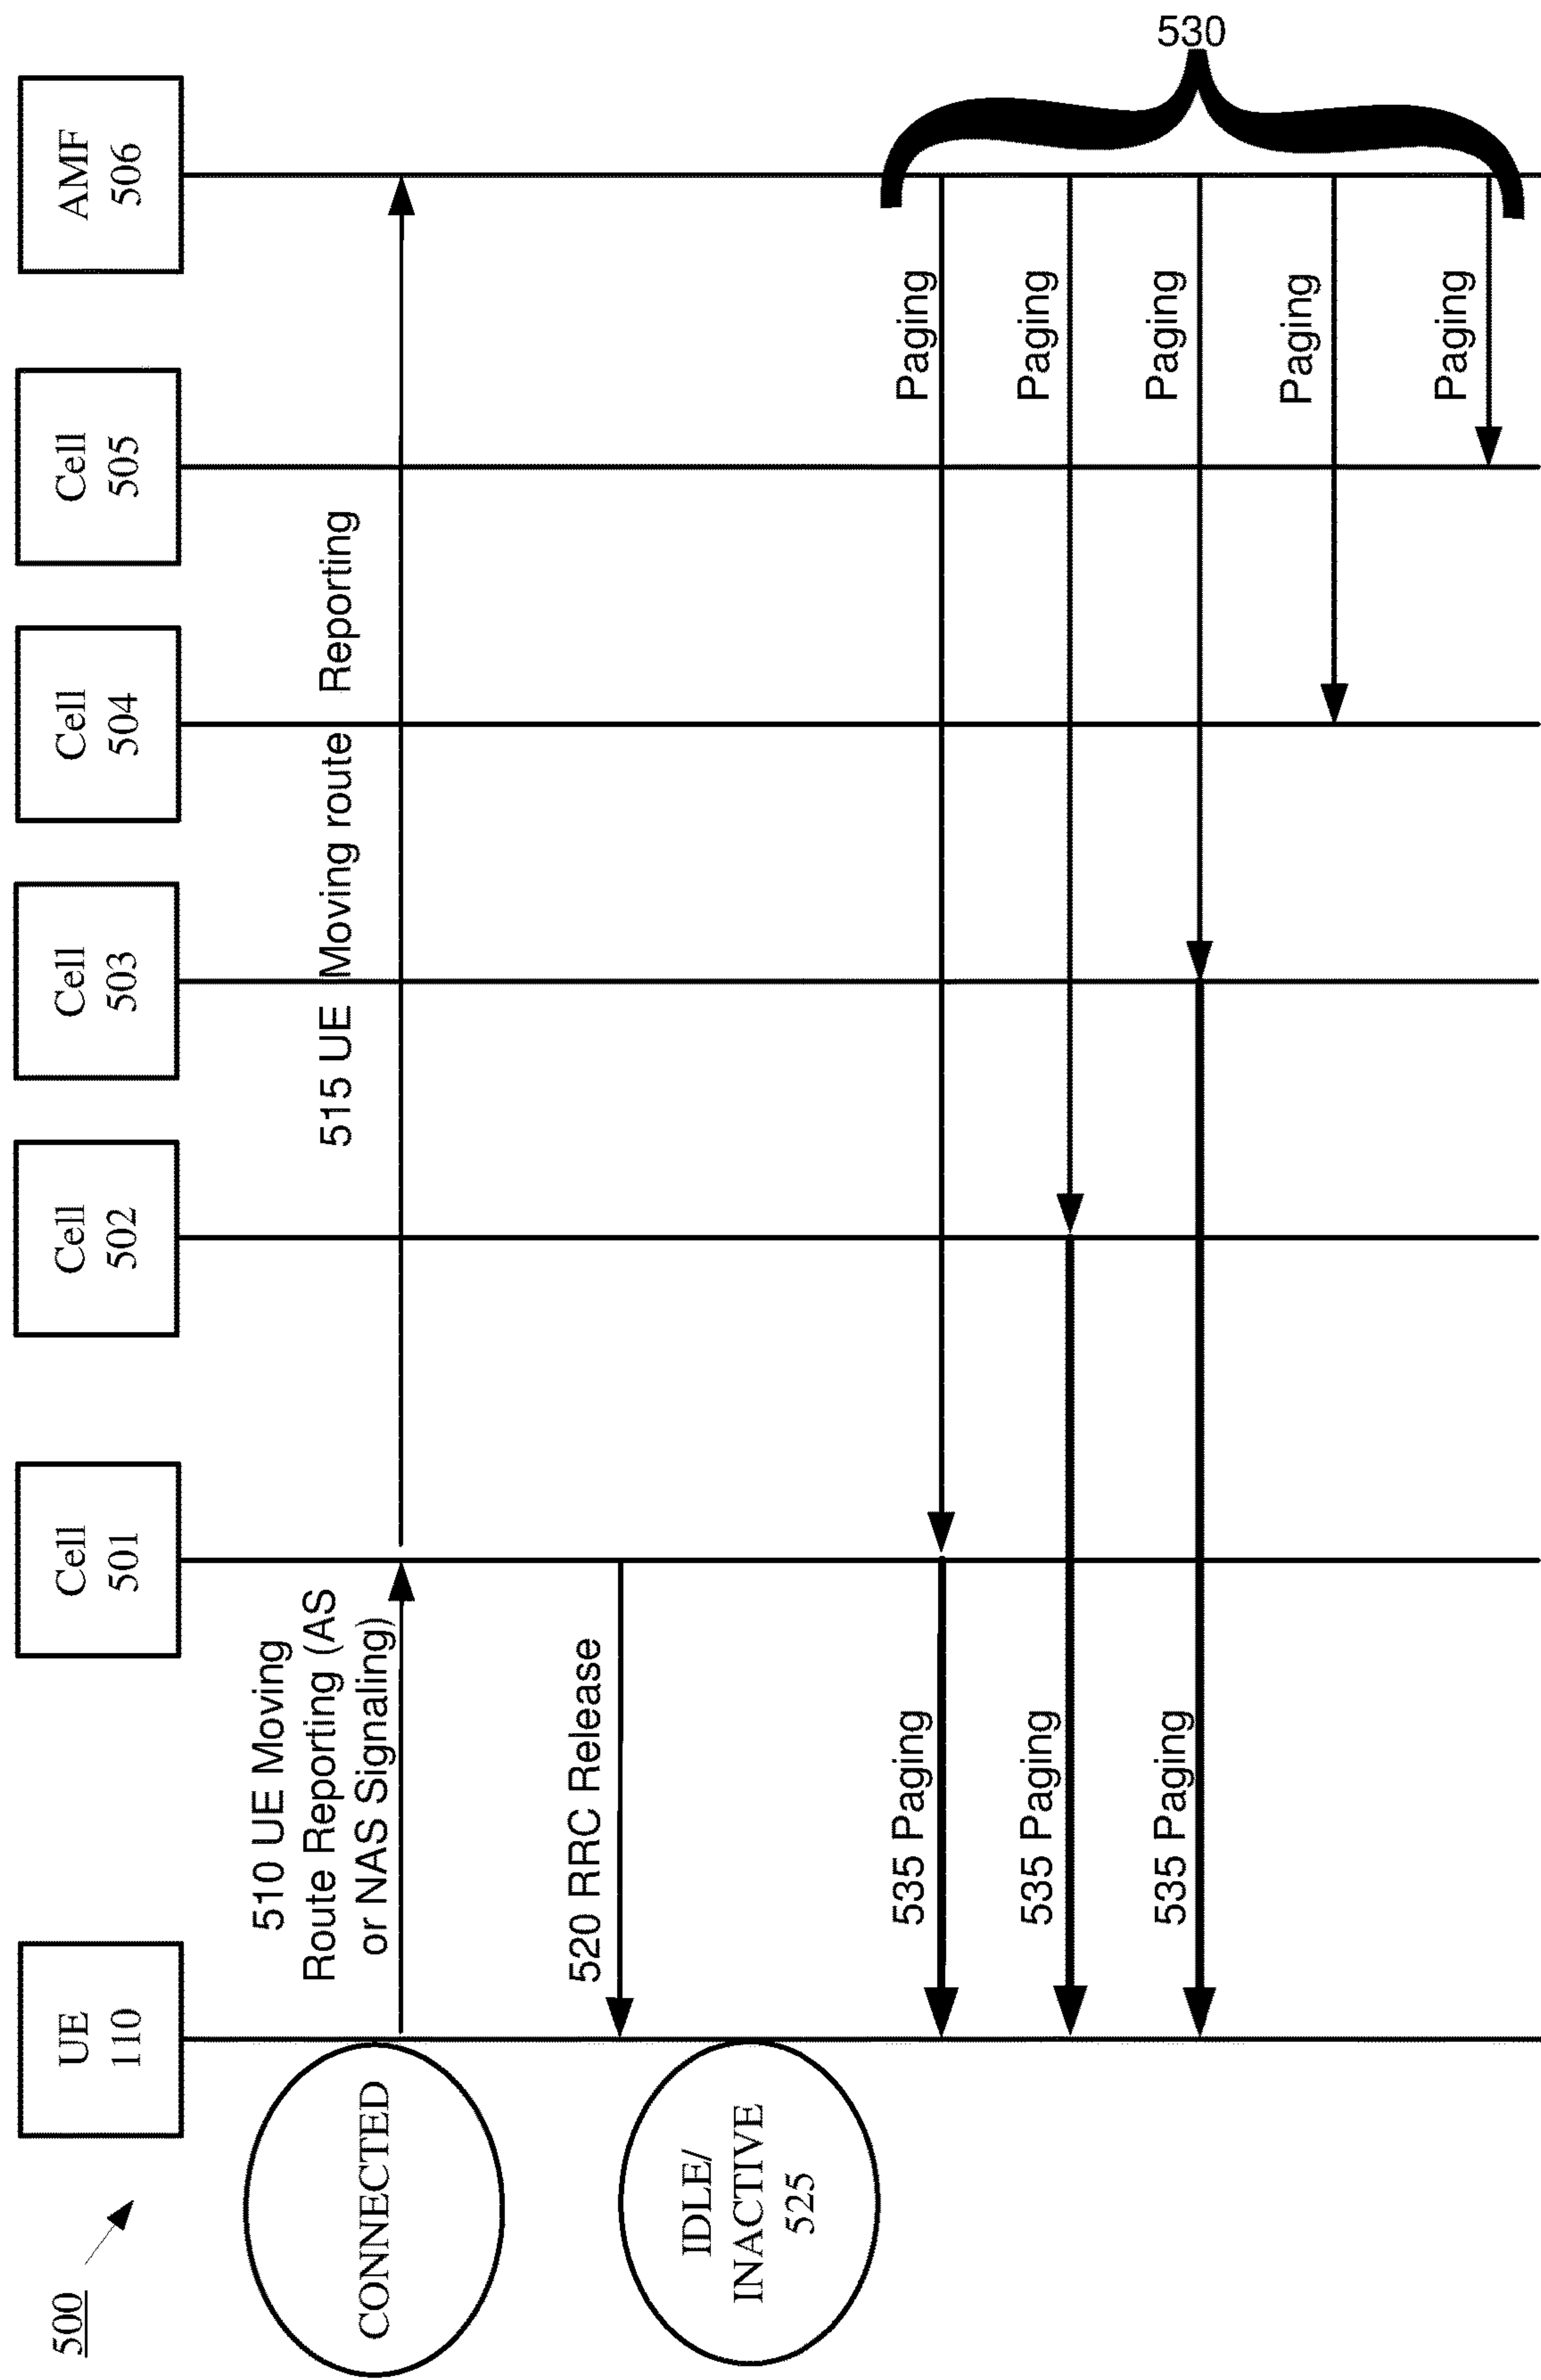 500
UE
110
Cell
501
Cell
502
Cell
503
Cell
504
Cell
505
AMF
506
CONNECTED
510 UE Moving
Route Reporting (AS
or NAS Signaling)
515 UE Moving route Reporting
520 RRC Release
IDLE/
INACTIVE
525
530
535 Paging
Paging
535 Paging
Paging
535 Paging
Paging
Paging
Paging